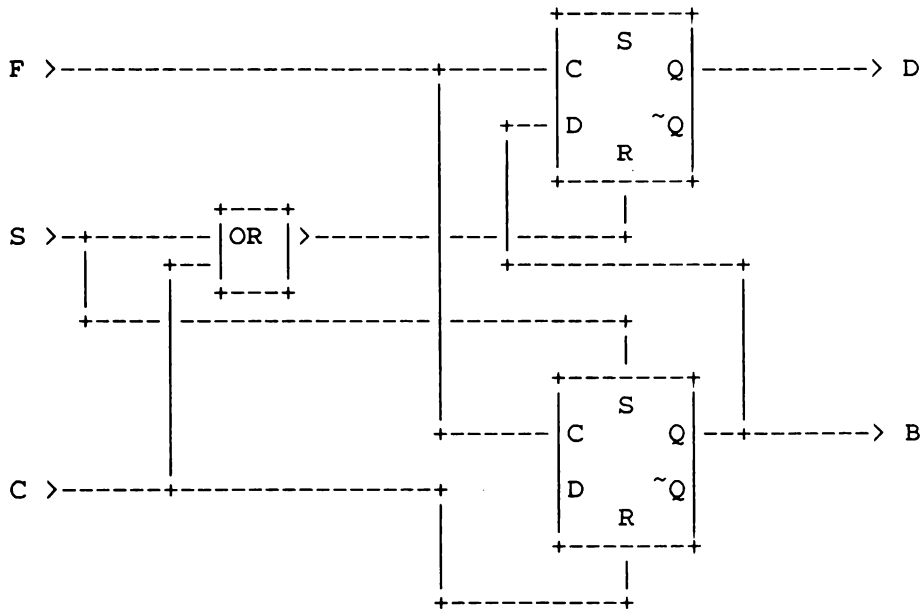 S
F > C Q > D
D ~Q
R
S > OR >
S
C Q > B
C > D ~Q
R